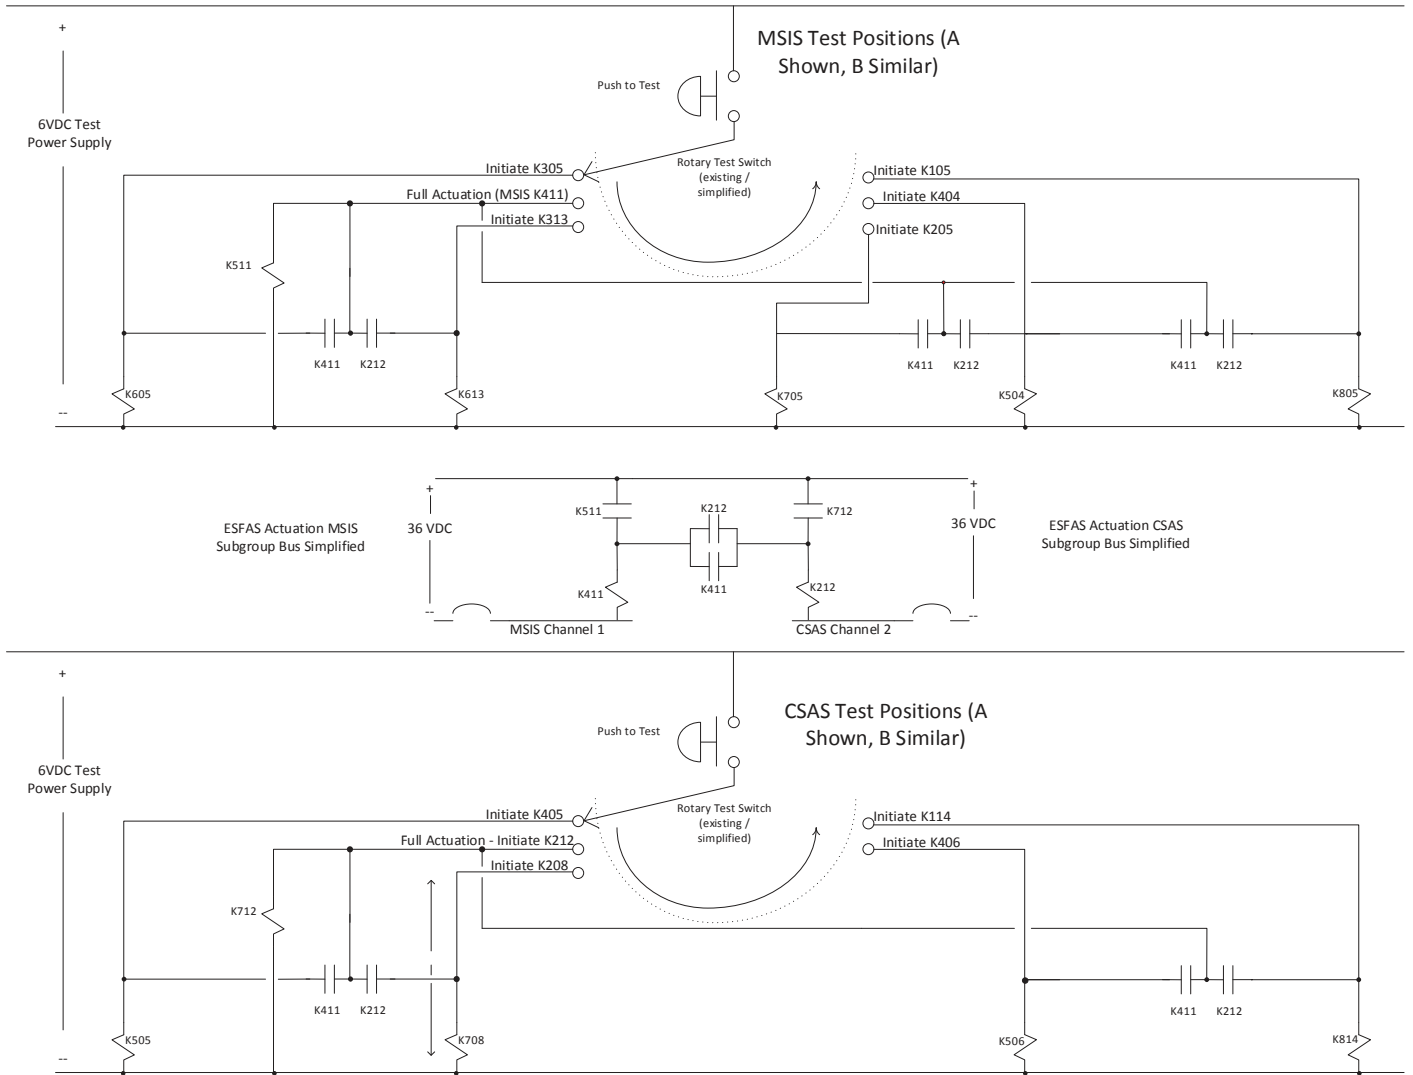 MSIS Test Positions (A
Shown, B Similar)
+
Push to Test
6VDC Test
Power Supply
Rotary Test Switch
(existing /
simplified)
Initiate K305
Full Actuation (MSIS K411)
Initiate K313
Initiate K105
Initiate K404
Initiate K205
K511
K411
K212
K411
K212
K411
K212
K605
K613
K705
K504
K805
--
ESFAS Actuation MSIS
Subgroup Bus Simplified
+
36 VDC
--
K511
K212
K712
K411
K411
K212
MSIS Channel 1
CSAS Channel 2
+
36 VDC
--
ESFAS Actuation CSAS
Subgroup Bus Simplified
+
CSAS Test Positions (A
Shown, B Similar)
Push to Test
6VDC Test
Power Supply
Rotary Test Switch
(existing /
simplified)
Initiate K405
Full Actuation - Initiate K212
Initiate K208
Initiate K114
Initiate K406
K712
K411
K212
K411
K212
K505
K708
K506
K814
--